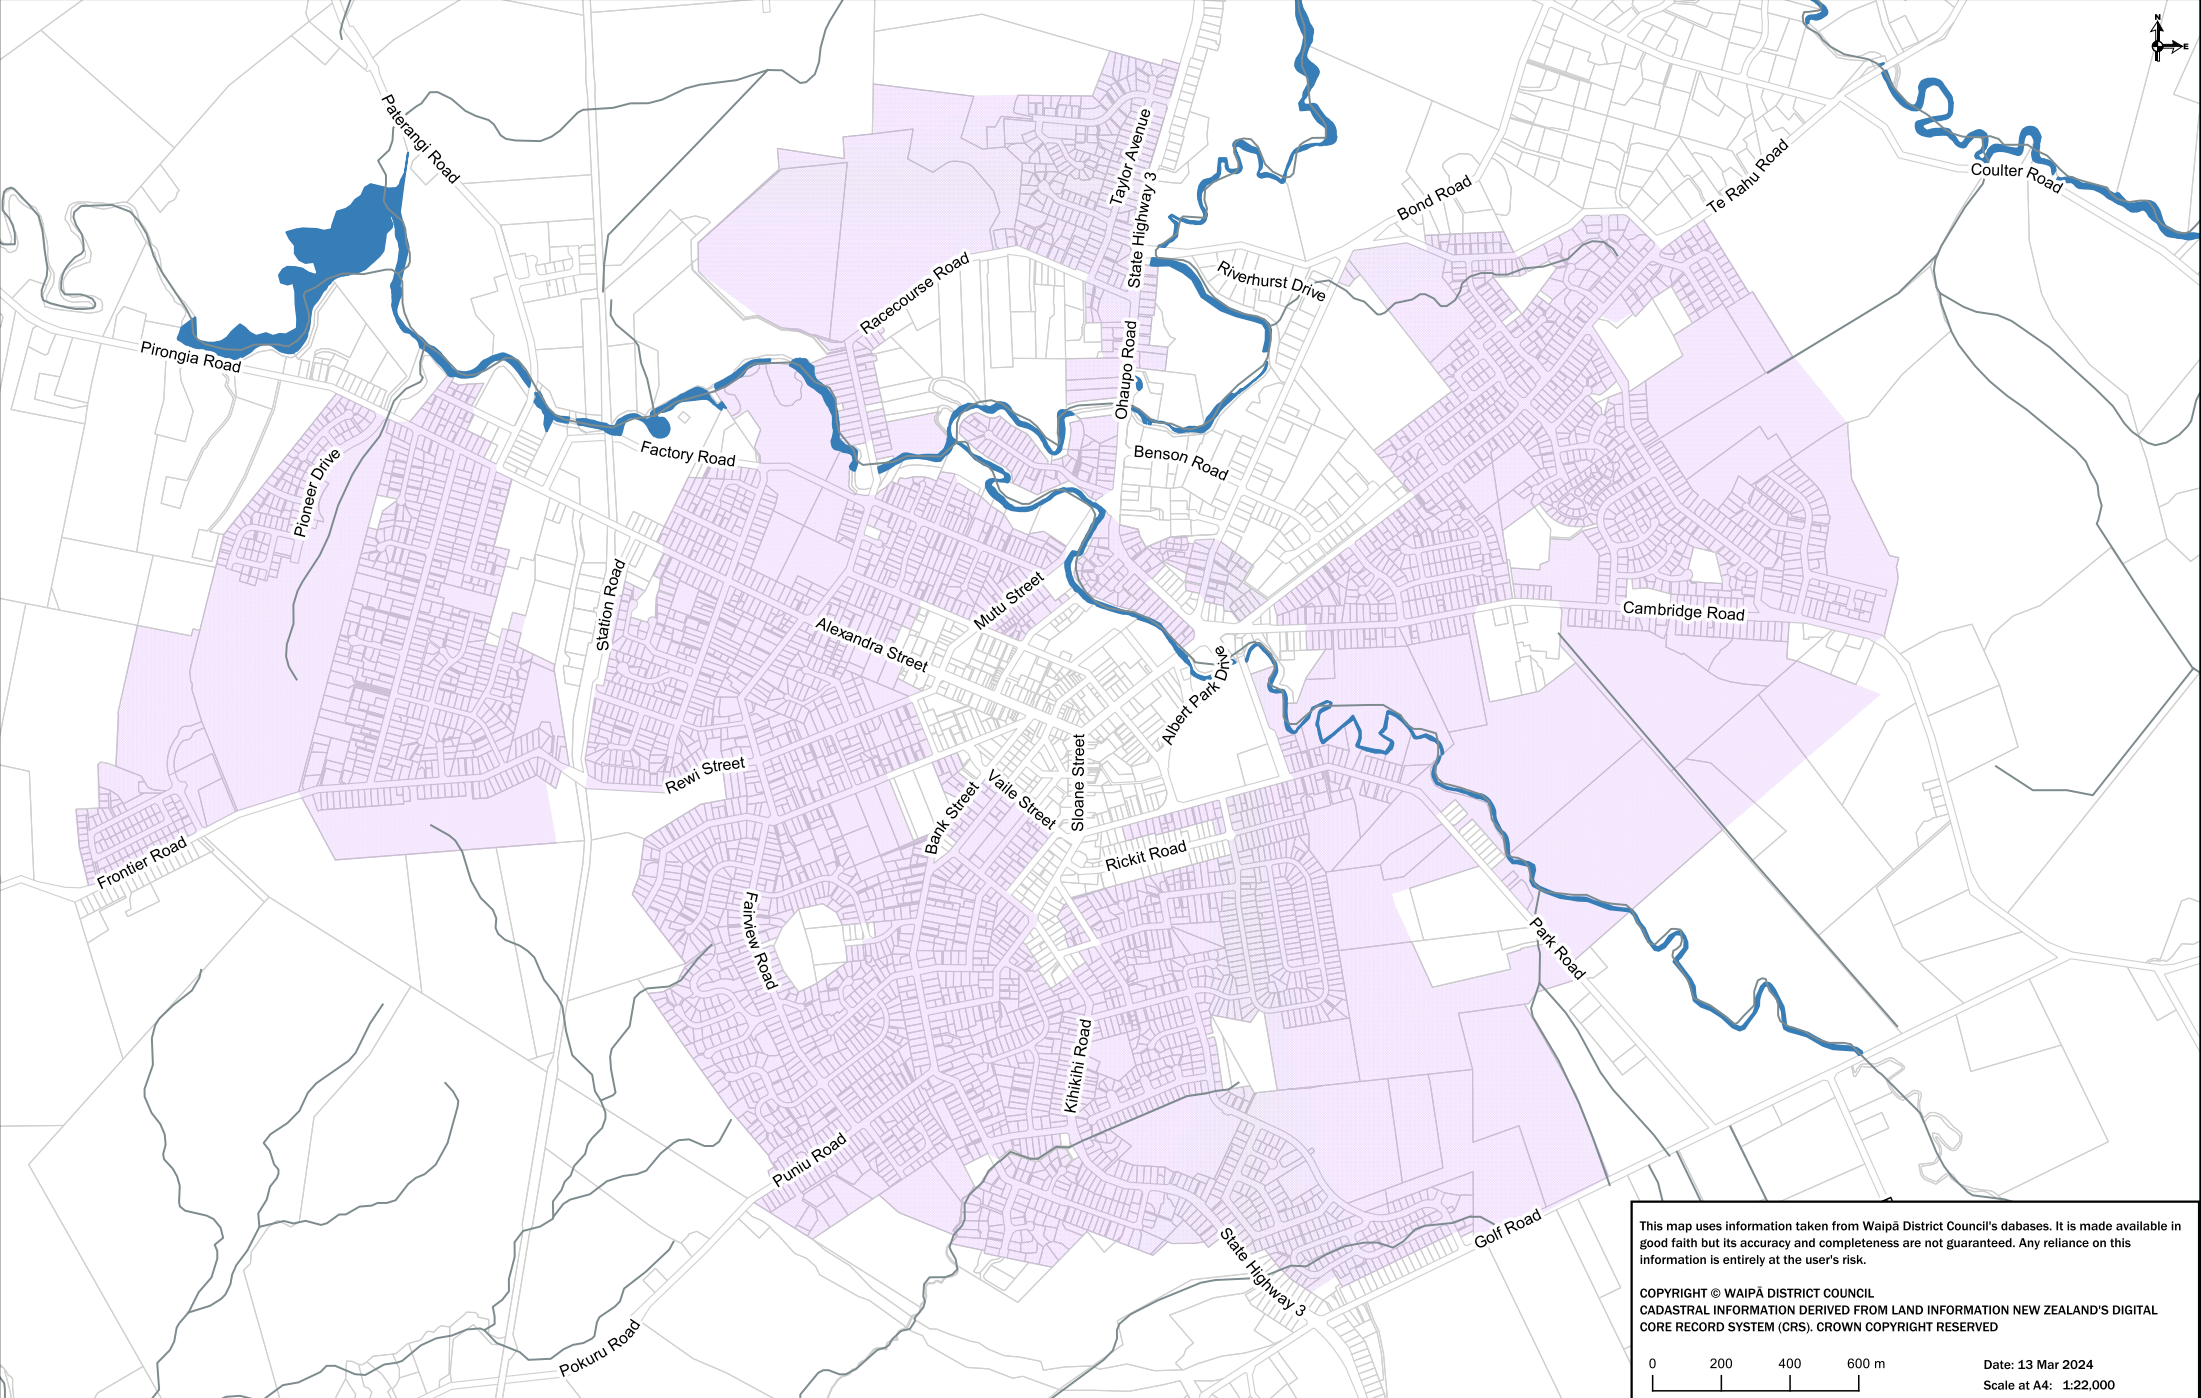 N
E
Paterangi Road
Taylor Avenue
State Highway 3
Bond Road
Te Rahu Road
Coulter Road
Racecourse Road
Riverhurst Drive
Pirongia Road
Ohaupo Road
Factory Road
Benson Road
Pioneer Drive
Station Road
Mutu Street
Alexandra Street
Cambridge Road
Albert Park Drive
Rewi Street
Bank Street
Vaile Street
Sloane Street
Rickit Road
Frontier Road
Fairview Road
Park Road
Kihikihi Road
Puniu Road
State Highway 3
Golf Road
Pokuru Road
This map uses information taken from Waipā District Council's dabases. It is made available in
good faith but its accuracy and completeness are not guaranteed. Any reliance on this
information is entirely at the user's risk.
COPYRIGHT © WAIPĀ DISTRICT COUNCIL
CADASTRAL INFORMATION DERIVED FROM LAND INFORMATION NEW ZEALAND'S DIGITAL
CORE RECORD SYSTEM (CRS). CROWN COPYRIGHT RESERVED
0 200 400 600 m
Date: 13 Mar 2024
Scale at A4: 1:22,000